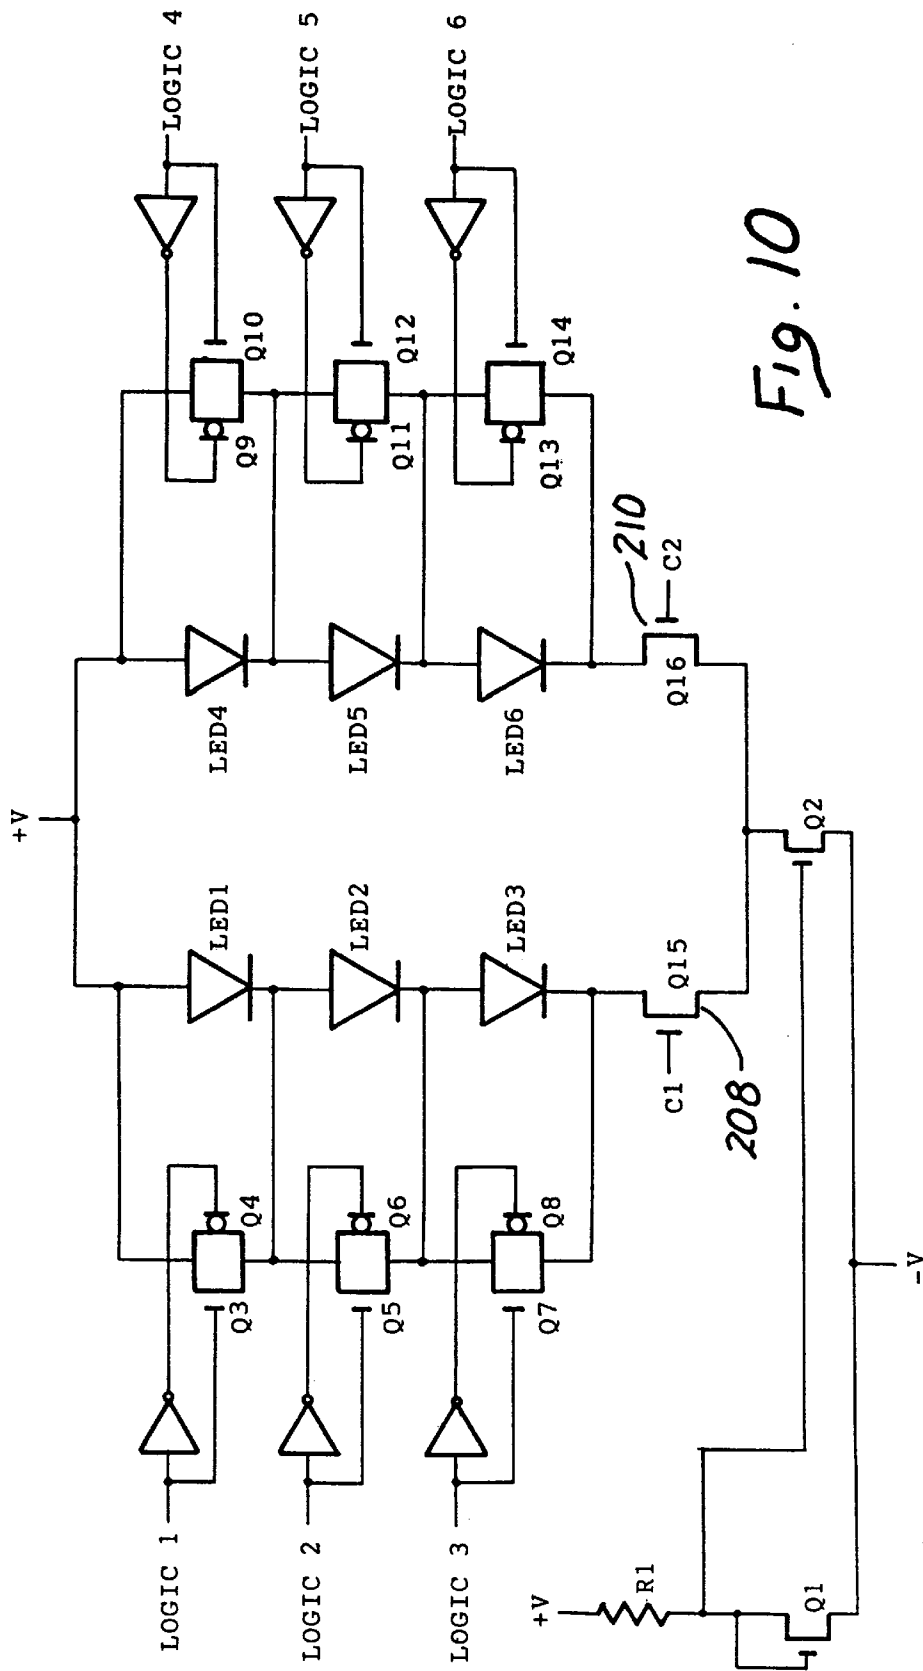 +V
LOGIC 1
LOGIC 2
LOGIC 3
Q3
Q4
Q5
Q6
Q7
Q8
LED1
LED2
LED3
LED4
LED5
LED6
Q9
Q10
Q11
Q12
Q13
Q14
LOGIC 4
LOGIC 5
LOGIC 6
C1
Q15
208
Q16
C2
210
+V
R1
Q1
Q2
-V
Fig. 10